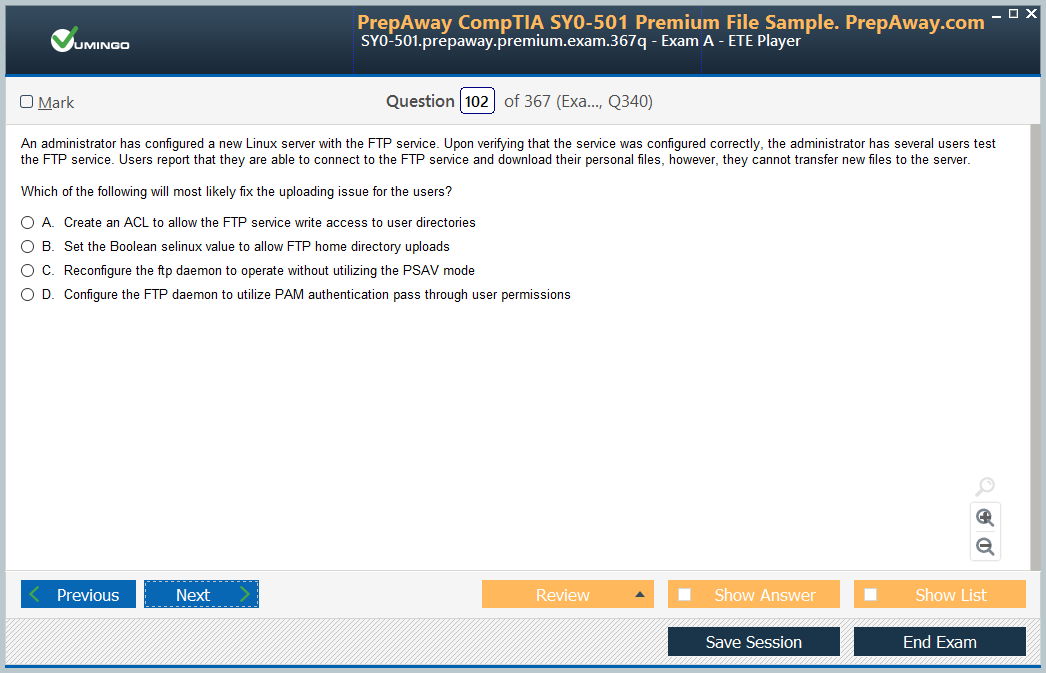 PrepAway CompTIA SY0-501 Premium File Sample. PrepAway.com
VUMINGO
SY0-501.prepaway.premium.exam.367q - Exam A - ETE Player
Mark
Question 102 of 367 (Exa..., Q340)
An administrator has configured a new Linux server with the FTP service. Upon verifying that the service was configured correctly, the administrator has several users test
the FTP service. Users report that they are able to connect to the FTP service and download their personal files, however, they cannot transfer new files to the server.
Which of the following will most likely fix the uploading issue for the users?
A. Create an ACL to allow the FTP service write access to user directories
B. Set the Boolean selinux value to allow FTP home directory uploads
C. Reconfigure the ftp daemon to operate without utilizing the PSAV mode
D. Configure the FTP daemon to utilize PAM authentication pass through user permissions
Previous Next Review Show Answer Show List
Save Session End Exam